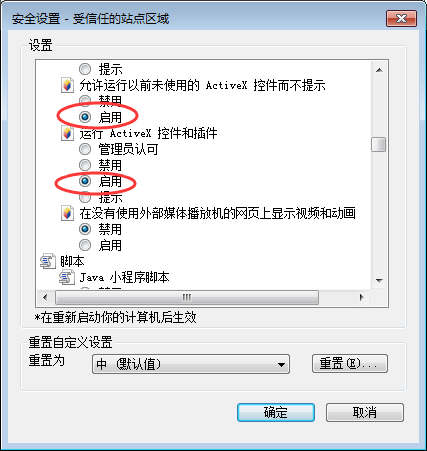 安全设置 - 受信任的站点区域
设置
提示
允许运行以前未使用的 ActiveX 控件而不提示
禁用
启用
运行 ActiveX 控件和插件
管理员认可
禁用
启用
提示
在没有使用外部媒体播放机的网页上显示视频和动画
禁用
启用
脚本
Java 小程序脚本
*在重新启动你的计算机后生效
重置自定义设置
重置为
中 (默认值)
重置(E)...
确定
取消